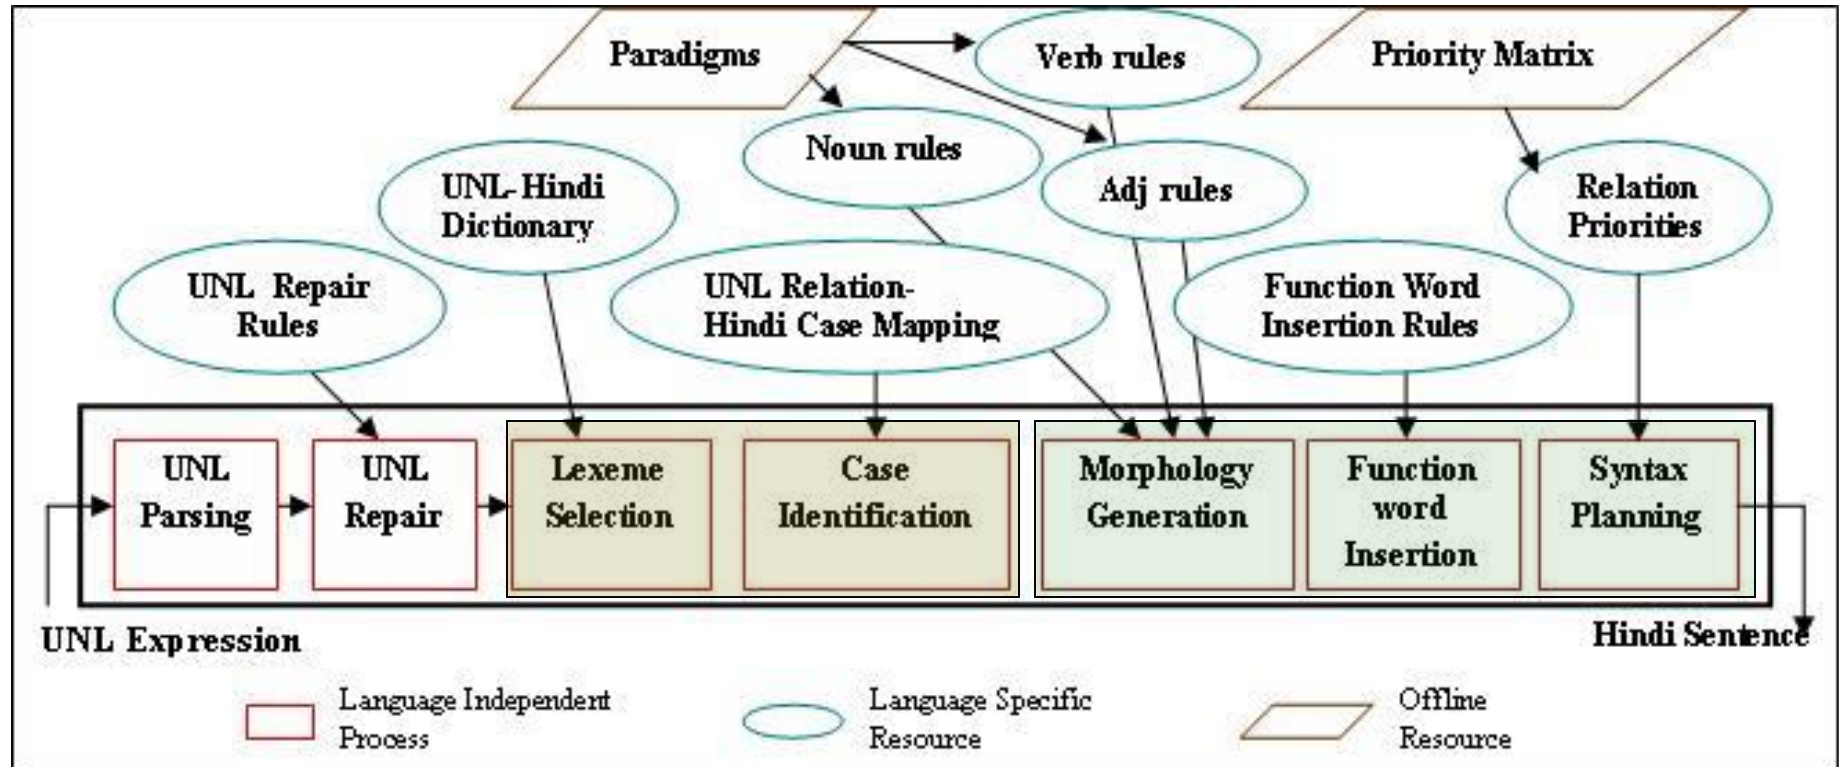 Paradigms
Verb rules
Priority Matrix
Noun rules
UNL-Hindi
Dictionary
Adj rules
Relation
Priorities
UNL Repair
Rules
UNL Relation-
Hindi Case Mapping
Function Word
Insertion Rules
UNL
Parsing
UNL
Repair
Lexeme
Selection
Case
Identification
Morphology
Generation
Function
word
Insertion
Syntax
Planning
UNL Expression
Hindi Sentence
Language Independent
Process
Language Specific
Resource
Offline
Resource